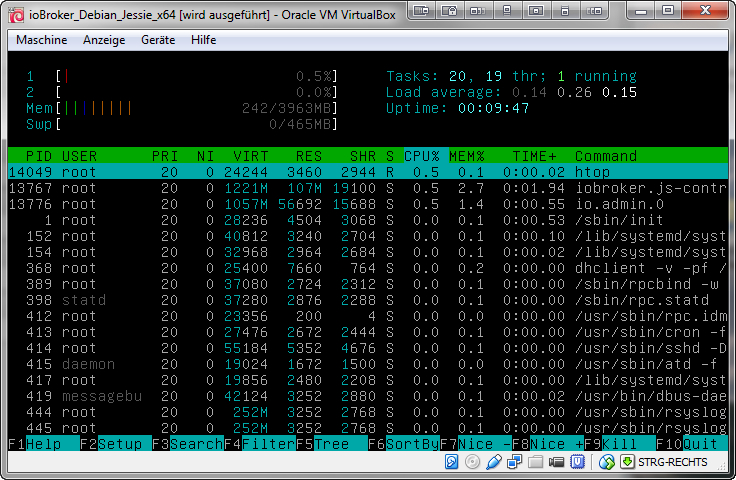 ioBroker_Debian_Jessie_x64 [wird ausgeführt] - Oracle VM VirtualBox
Maschine Anzeige Geräte Hilfe
1 [| 0.5%] Tasks: 20, 19 thr; 1 running
2 [ 0.0%] Load average: 0.14 0.26 0.15
Mem[|||||||| 242/3963MB] Uptime: 00:09:47
Swp[ 0/465MB]
PID USER PRI NI VIRT RES SHR S CPU% MEM% TIME+ Command
14049 root 20 0 24244 3460 2944 R 0.5 0.1 0:00.02 htop
13767 root 20 0 1221M 107M 19100 S 0.5 2.7 0:01.94 iobroker.js-contr
13776 root 20 0 1057M 56692 15688 S 0.5 1.4 0:00.55 io.admin.0
1 root 20 0 28236 4504 3068 S 0.0 0.1 0:00.53 /sbin/init
152 root 20 0 40812 3240 2704 S 0.0 0.1 0:00.10 /lib/systemd/syst
154 root 20 0 32968 2964 2684 S 0.0 0.1 0:00.02 /lib/systemd/syst
368 root 20 0 25400 7660 764 S 0.0 0.2 0:00.00 dhclient -v -pf /
389 root 20 0 37080 2724 2312 S 0.0 0.1 0:00.00 /sbin/rpcbind -w
398 statd 20 0 37280 2876 2288 S 0.0 0.1 0:00.00 /sbin/rpc.statd
412 root 20 0 23356 200 4 S 0.0 0.0 0:00.00 /usr/sbin/rpc.idm
413 root 20 0 27476 2672 2444 S 0.0 0.1 0:00.00 /usr/sbin/cron -f
414 root 20 0 55184 5352 4676 S 0.0 0.1 0:00.00 /usr/sbin/sshd -D
415 daemon 20 0 19024 1672 1500 S 0.0 0.0 0:00.00 /usr/sbin/atd -f
417 root 20 0 19856 2480 2208 S 0.0 0.1 0:00.00 /lib/systemd/syst
419 messagebu 20 0 42124 3252 2880 S 0.0 0.1 0:00.02 /usr/bin/dbus-dae
444 root 20 0 252M 3252 2768 S 0.0 0.1 0:00.00 /usr/sbin/rsyslog
445 root 20 0 252M 3252 2768 S 0.0 0.1 0:00.00 /usr/sbin/rsyslog
F1Help F2Setup F3SearchF4FilterF5Tree F6SortByF7Nice -F8Nice +F9Kill F10Quit
STRG-RECHTS